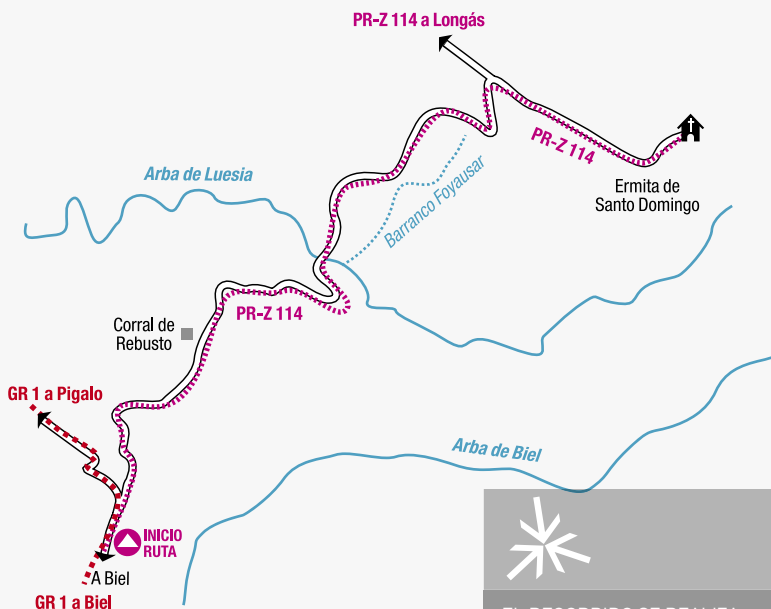 PR-Z 114 a Longás
PR-Z 114
Arba de Luesia
Barranco Foyausar
Ermita de
Santo Domingo
PR-Z 114
Corral de
Rebusto
GR 1 a Pigalo
Arba de Biel
INICIO
RUTA
A Biel
GR 1 a Biel